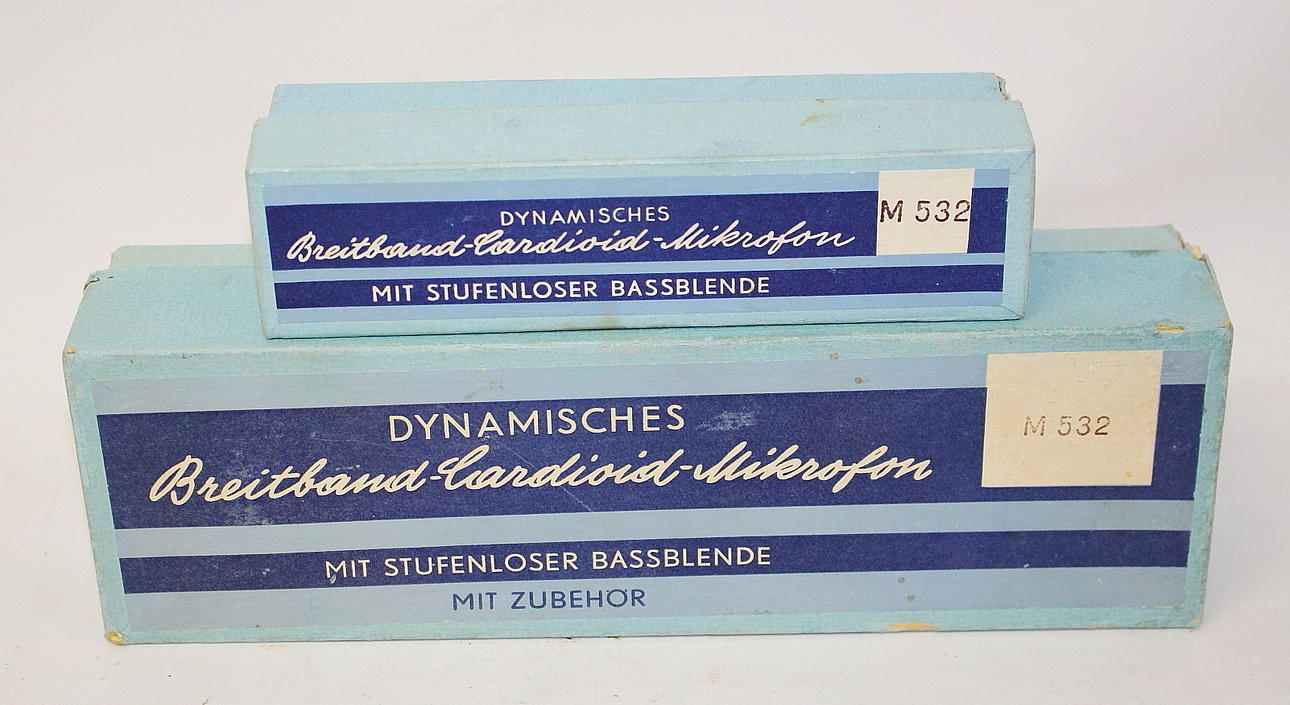 DYNAMISCHES
Breitband-Cardioid-Mikrofon
M 532
MIT STUFENLOSER BASSBLENDE
DYNAMISCHES
Breitband-Cardioid-Mikrofon
M 532
MIT STUFENLOSER BASSBLENDE
MIT ZUBEHÖR